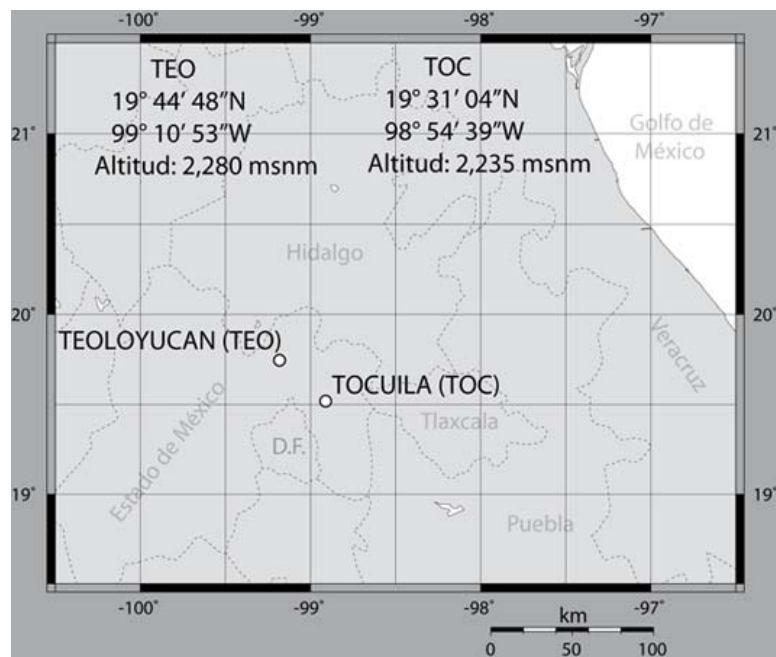 -100° -99° -98° -97°
TEO
19° 44′ 48″N
99° 10′ 53″W
Altitud: 2,280 msnm
TOC
19° 31′ 04″N
98° 54′ 39″W
Altitud: 2,235 msnm
21° 21°
Golfo de
México
Hidalgo
20° 20°
TEOLOYUCAN (TEO)
Veracruz
TOCUILA (TOC)
Tlaxcala
Estado de México
D.F.
19° 19°
Puebla
-100° -99° -98° -97°
km
0 50 100